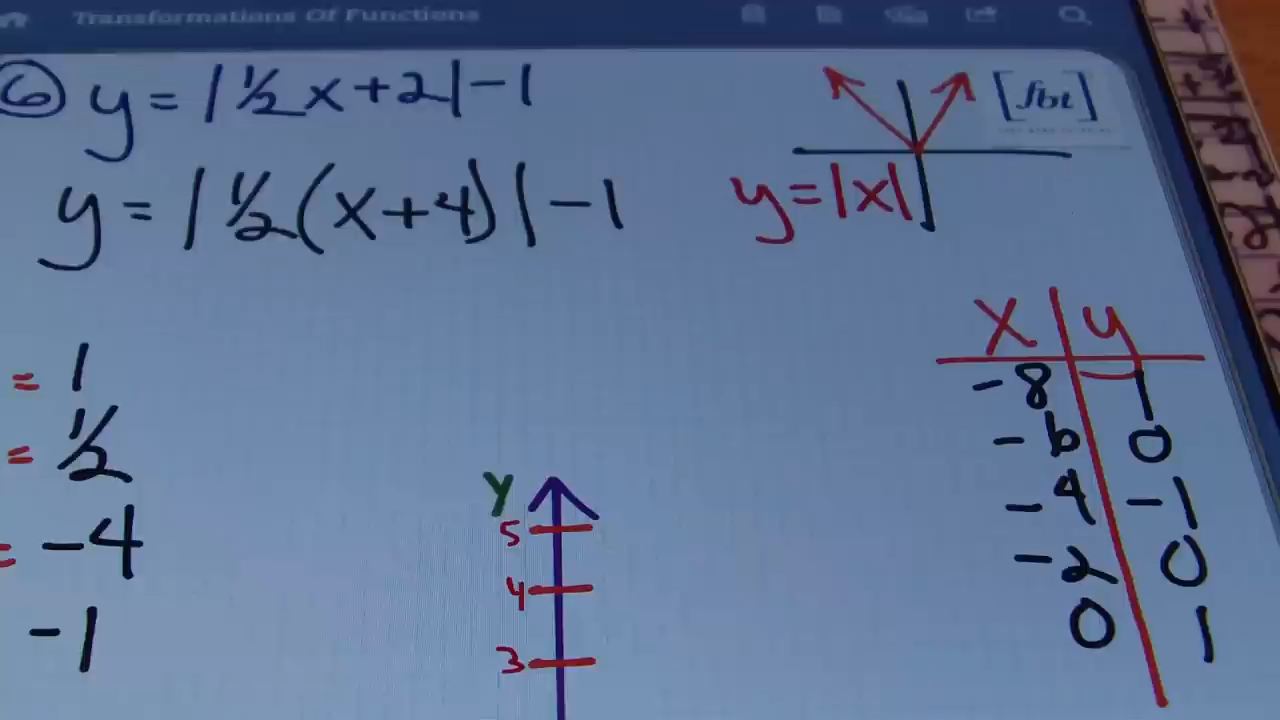 Transformations Of Functions
6 y = |1/2x+2|-1
[fbt]
y = |1/2(x+4)|-1
y=|x|
x y
-8 1
-6 0
-4 -1
-2 0
0 1
= 1
= 1/2
= -4
-1
y
5
4
3